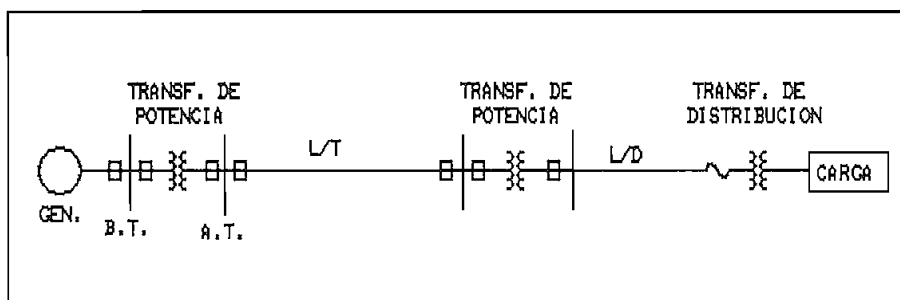 TRANSF. DE
POTENCIA
TRANSF. DE
POTENCIA
TRANSF. DE
DISTRIBUCION
L/T
L/D
CARGA
GEN.
B.T.
A.T.